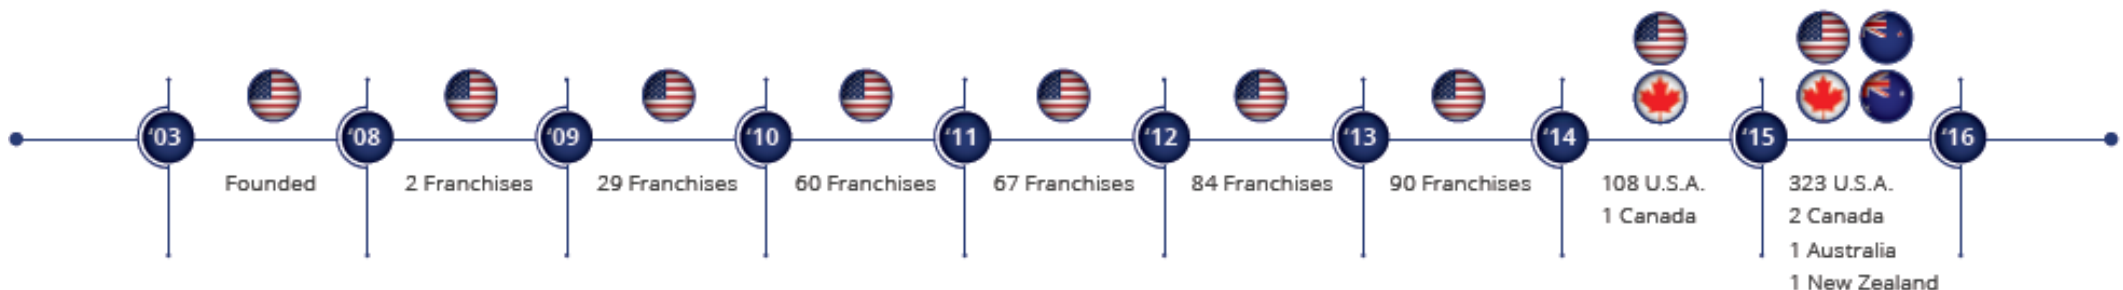 ‘03 ‘08 ‘09 ‘10 ‘11 ‘12 ‘13 ‘14 ‘15 ‘16
Founded 2 Franchises 29 Franchises 60 Franchises 67 Franchises 84 Franchises 90 Franchises 108 U.S.A. 323 U.S.A.
1 Canada 2 Canada
1 Australia
1 New Zealand